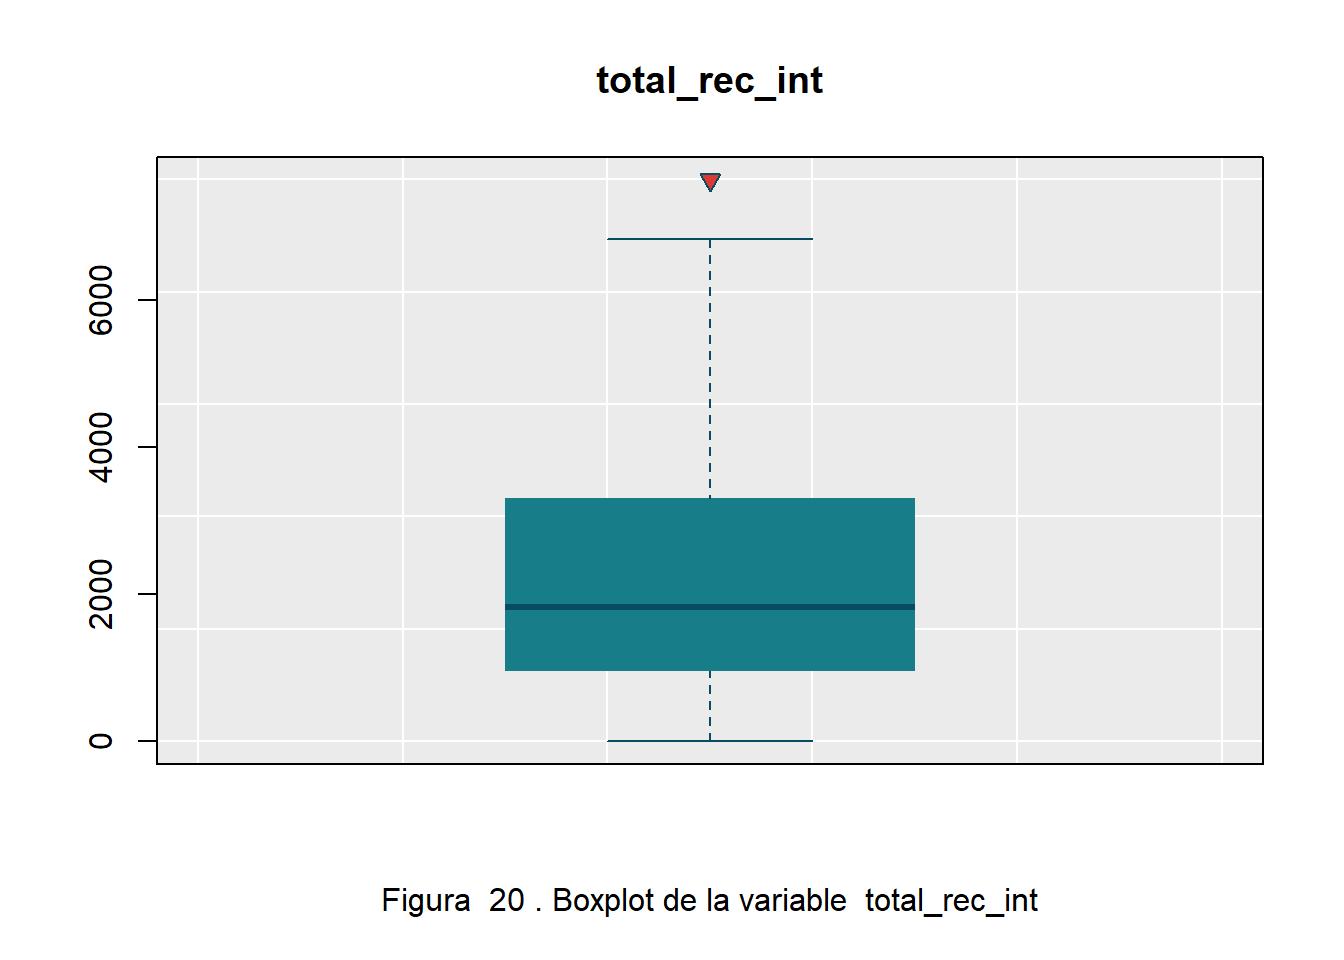 total_rec_int
6000
4000
2000
0
Figura  20 . Boxplot de la variable  total_rec_int